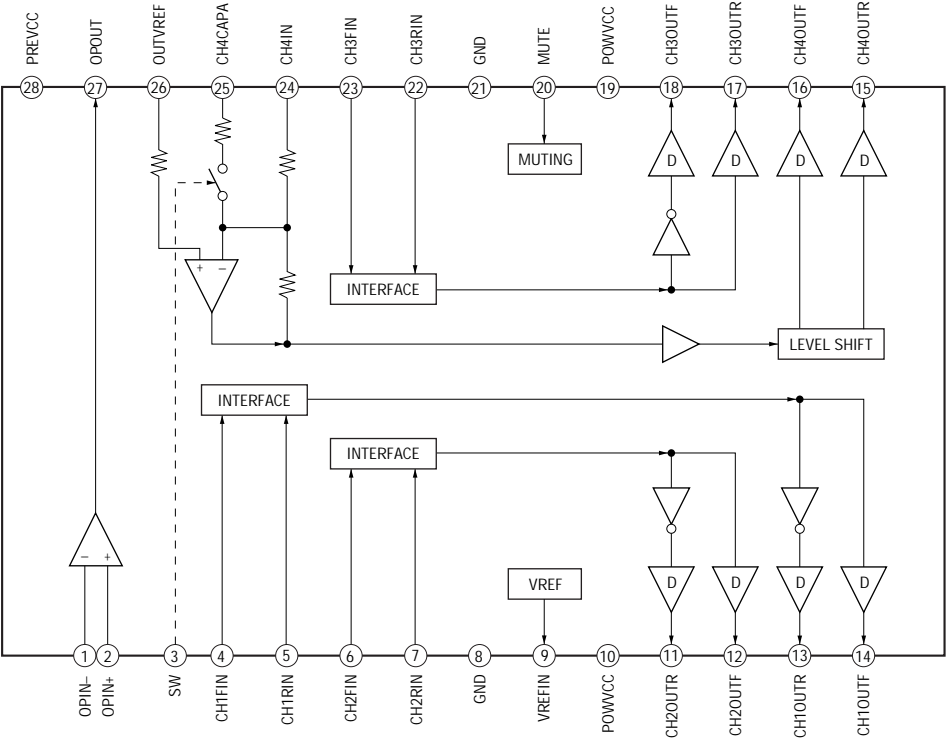 PREVCC
OPOUT
OUTVREF
CH4CAPA
CH4IN
CH3FIN
CH3RIN
GND
MUTE
POWVCC
CH3OUTF
CH3OUTR
CH4OUTF
CH4OUTR
28
27
26
25
24
23
22
21
20
19
18
17
16
15
MUTING
D
D
D
D
+
–
INTERFACE
LEVEL SHIFT
INTERFACE
INTERFACE
–
+
VREF
D
D
D
D
1
2
3
4
5
6
7
8
9
10
11
12
13
14
OPIN–
OPIN+
SW
CH1FIN
CH1RIN
CH2FIN
CH2RIN
GND
VREFIN
POWVCC
CH2OUTR
CH2OUTF
CH1OUTR
CH1OUTF